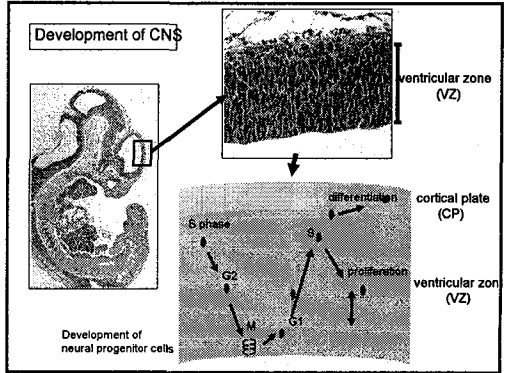 Development of CNS
ventricular zone
(VZ)
differentiation
cortical plate
(CP)
S phase
S
G2
proliferation
ventricular zon
(VZ)
G1
M
Development of
neural progenitor cells